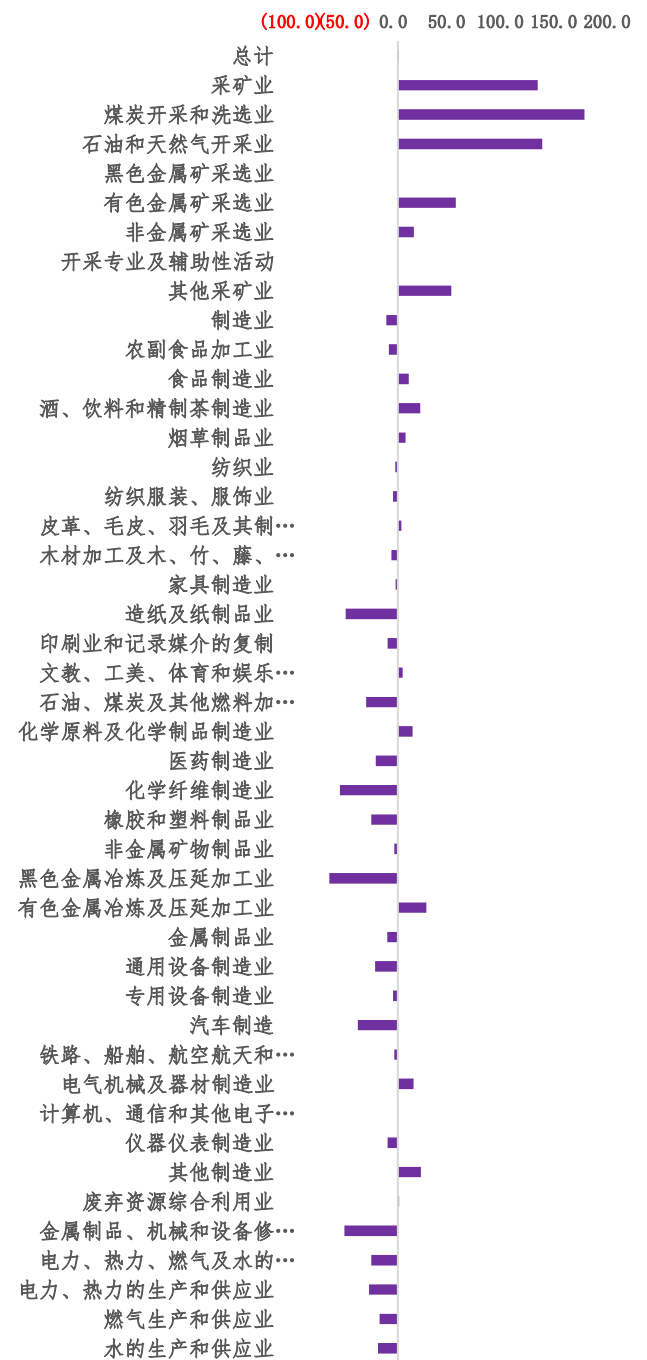 (100.0)(50.0) 0.0 50.0 100.0 150.0 200.0
总计
采矿业
煤炭开采和洗选业
石油和天然气开采业
黑色金属矿采选业
有色金属矿采选业
非金属矿采选业
开采专业及辅助性活动
其他采矿业
制造业
农副食品加工业
食品制造业
酒、饮料和精制茶制造业
烟草制品业
纺织业
纺织服装、服饰业
皮革、毛皮、羽毛及其制…
木材加工及木、竹、藤、…
家具制造业
造纸及纸制品业
印刷业和记录媒介的复制
文教、工美、体育和娱乐…
石油、煤炭及其他燃料加…
化学原料及化学制品制造业
医药制造业
化学纤维制造业
橡胶和塑料制品业
非金属矿物制品业
黑色金属冶炼及压延加工业
有色金属冶炼及压延加工业
金属制品业
通用设备制造业
专用设备制造业
汽车制造
铁路、船舶、航空航天和…
电气机械及器材制造业
计算机、通信和其他电子…
仪器仪表制造业
其他制造业
废弃资源综合利用业
金属制品、机械和设备修…
电力、热力、燃气及水的…
电力、热力的生产和供应业
燃气生产和供应业
水的生产和供应业